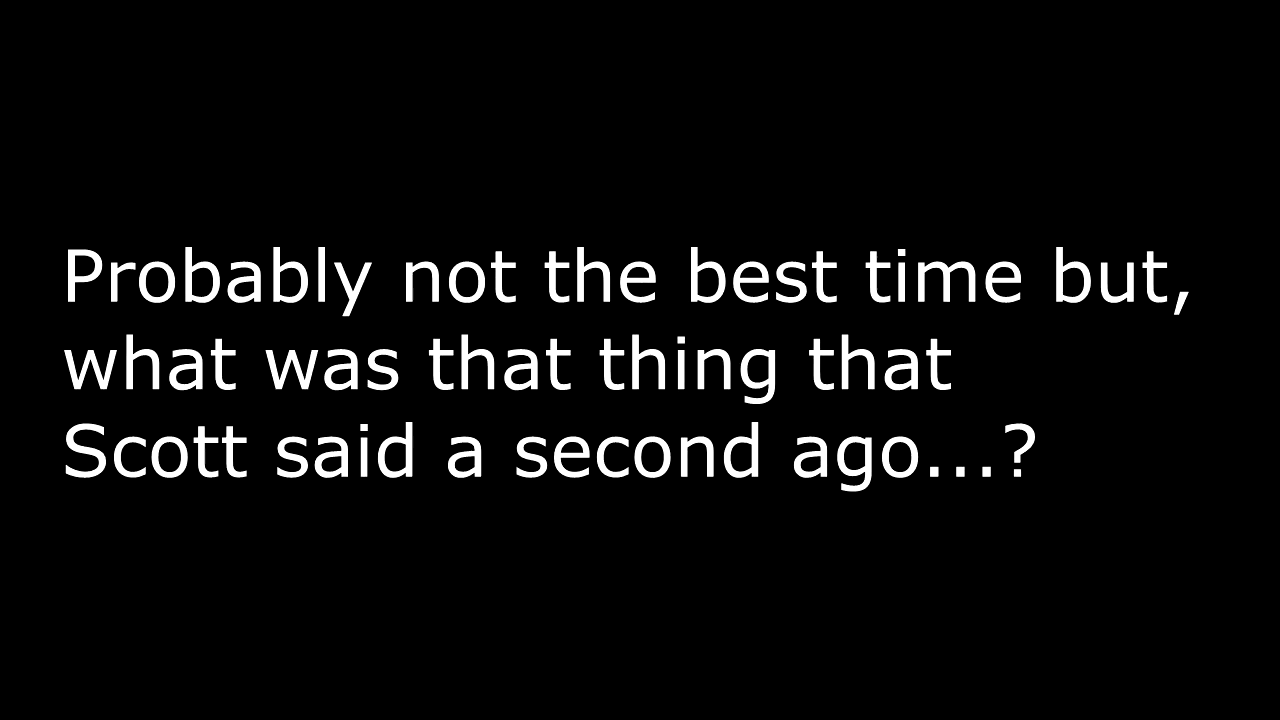 Probably not the best time but,
what was that thing that
Scott said a second ago...?